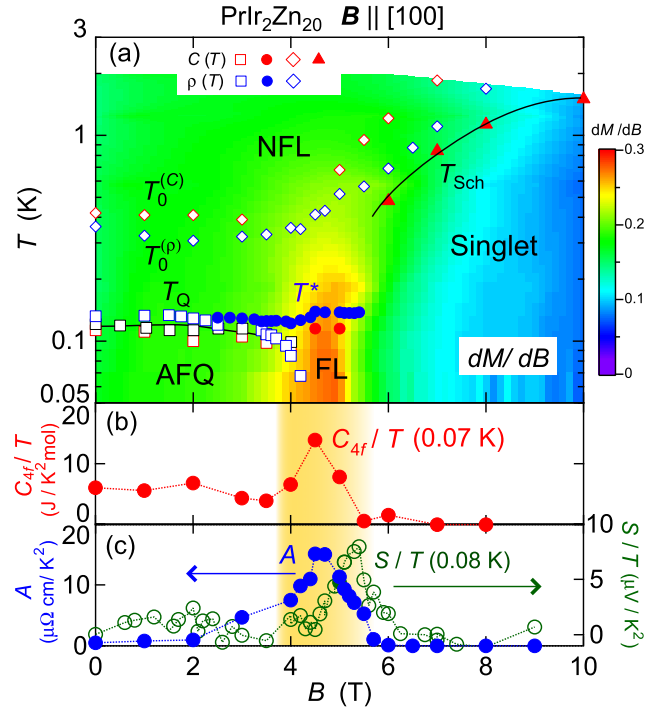 PrIr2Zn20 B || [100]
(a)
C (T)
ρ (T)
3
2
1
0.1
0.05
T (K)
NFL
T0(C)
T0(ρ)
TQ
T*
TSch
Singlet
AFQ
FL
dM/dB
dM/dB
0.3
0.2
0.1
0
(b)
20
10
0
C4f / T
(J / K2mol)
C4f / T (0.07 K)
(c)
20
10
0
A
(μΩ cm/ K2)
A
S / T (0.08 K)
10
5
0
S / T (μV / K2)
0 2 4 6 8 10
B (T)